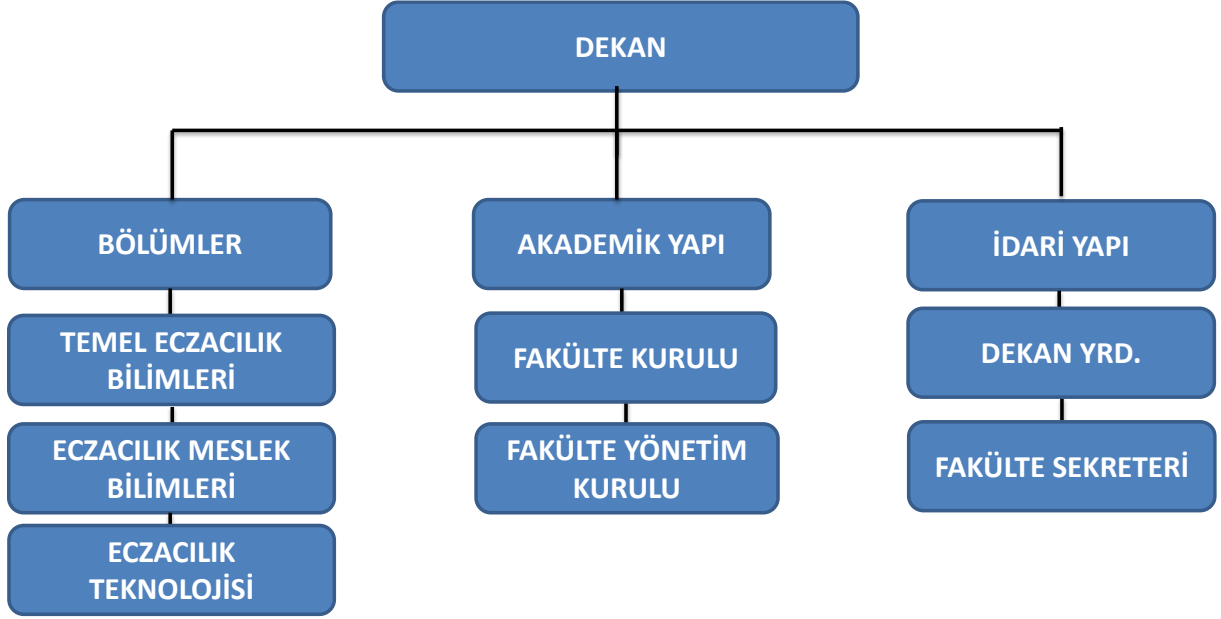 DEKAN
BÖLÜMLER
AKADEMİK YAPI
İDARİ YAPI
TEMEL ECZACILIK
BİLİMLERİ
FAKÜLTE KURULU
DEKAN YRD.
ECZACILIK MESLEK
BİLİMLERİ
FAKÜLTE YÖNETİM
KURULU
FAKÜLTE SEKRETERİ
ECZACILIK
TEKNOLOJİSİ